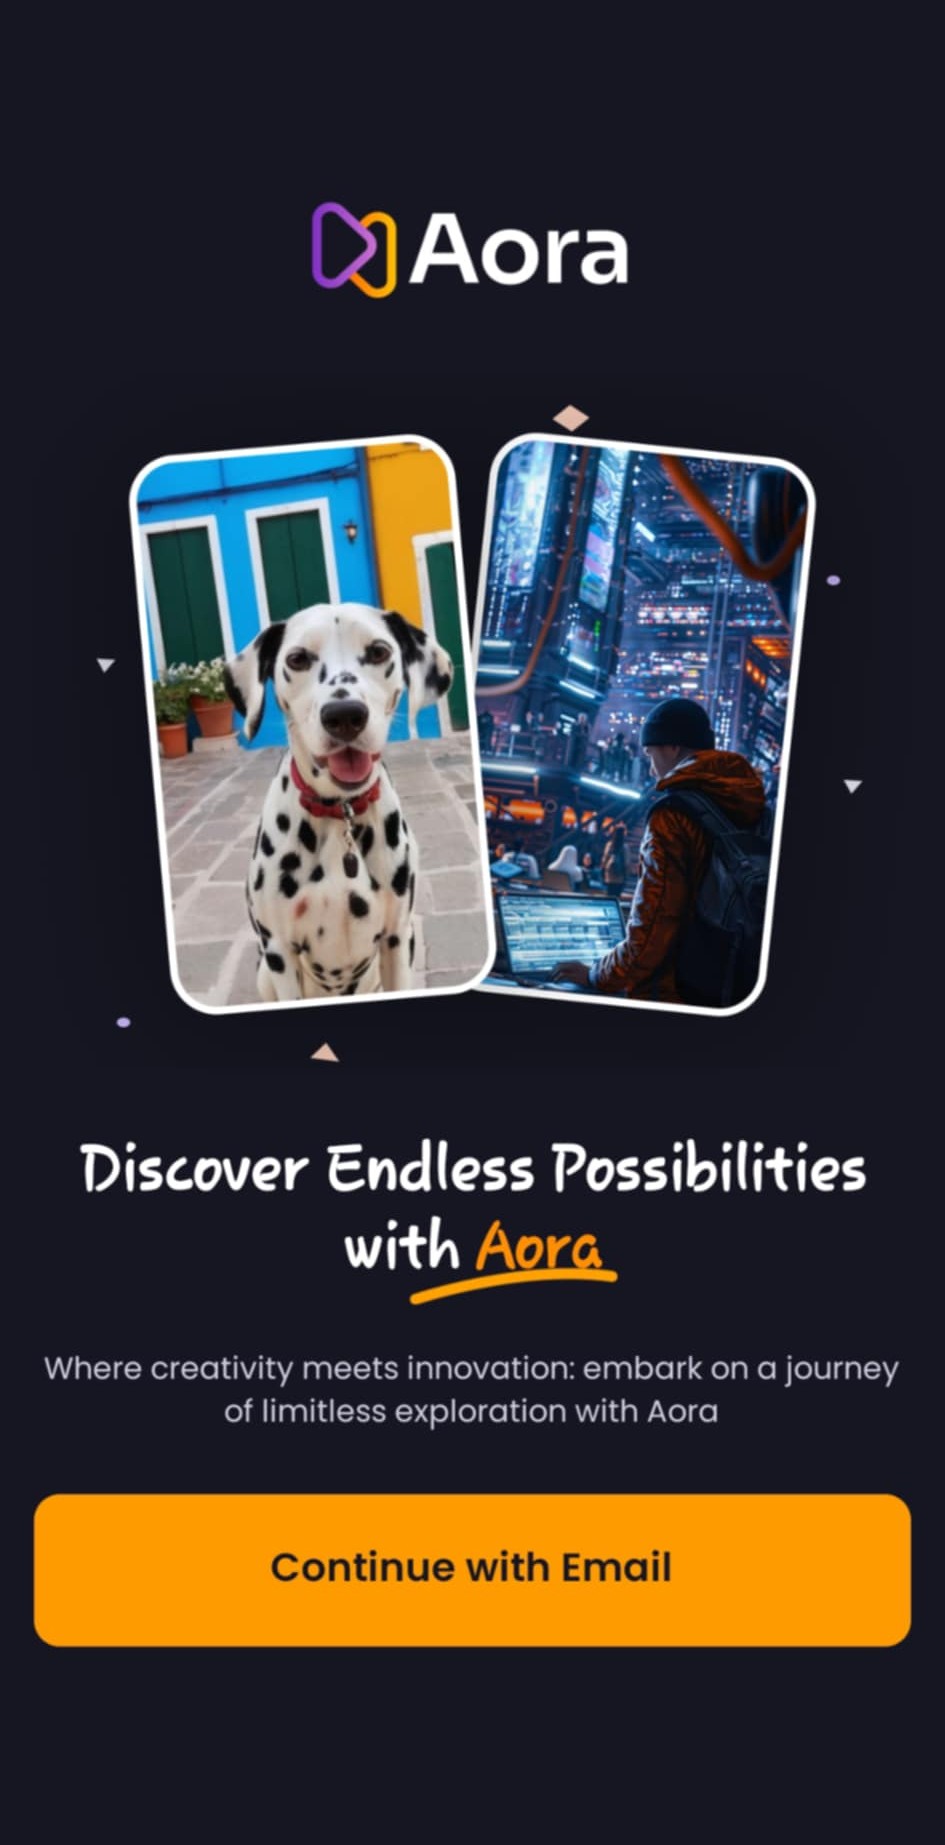 Aora
Discover Endless Possibilities
with Aora
Where creativity meets innovation: embark on a journey
of limitless exploration with Aora
Continue with Email